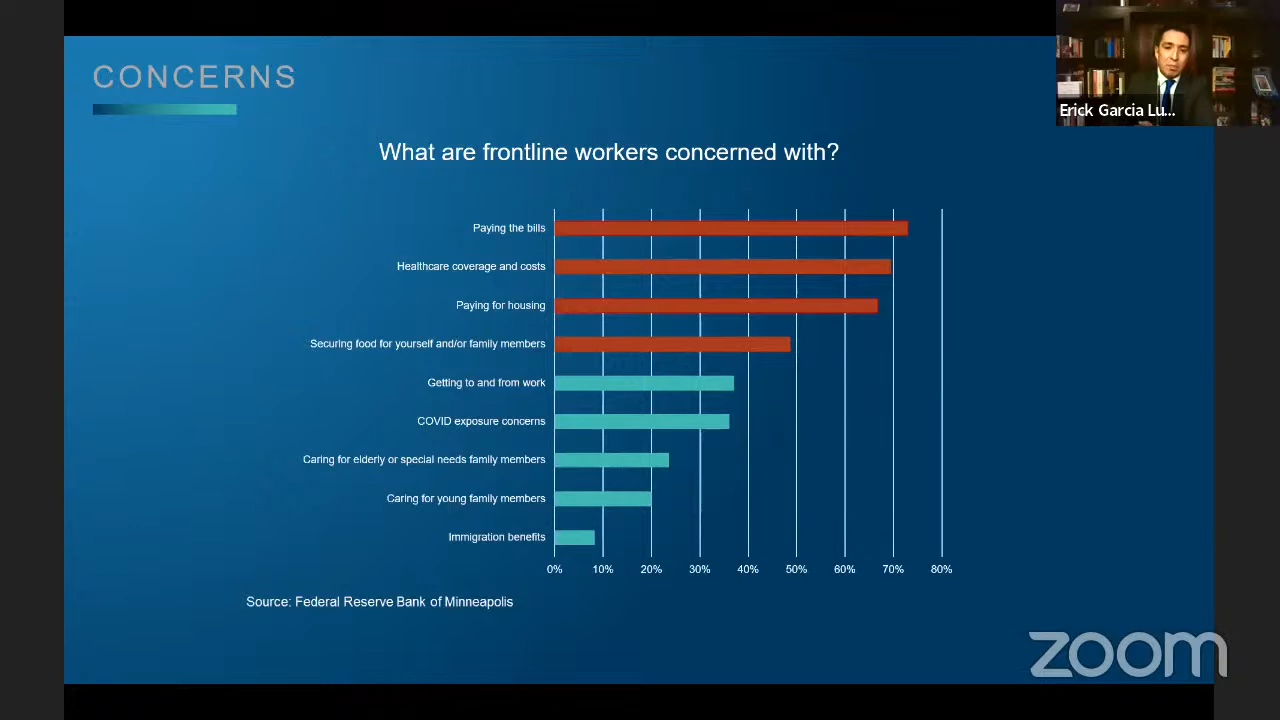 CONCERNS
Erick Garcia Lu...
What are frontline workers concerned with?
Paying the bills
Healthcare coverage and costs
Paying for housing
Securing food for yourself and/or family members
Getting to and from work
COVID exposure concerns
Caring for elderly or special needs family members
Caring for young family members
Immigration benefits
0% 10% 20% 30% 40% 50% 60% 70% 80%
Source: Federal Reserve Bank of Minneapolis
zoom